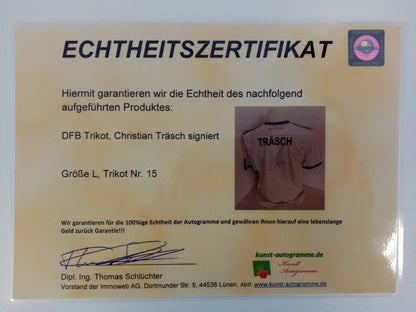 ECHTHEITSZERTIFIKAT
Hiermit garantieren wir die Echtheit des nachfolgend
aufgeführten Produktes:
DFB Trikot, Christian Träsch signiert
TRÄSCH
Größe L, Trikot Nr. 15
Wir garantieren für die 100%ige Echtheit der Autogramme und gewähren Ihnen hierauf eine lebenslange
Geld zurück Garantie!!!
kunst-autogramme.de
Kunst
Autogramme
Dipl. Ing. Thomas Schlüchter
Vorstand der Immoweb AG, Dortmunder Str. 5, 44536 Lünen, Abtl. www.kunst-autogramme.de